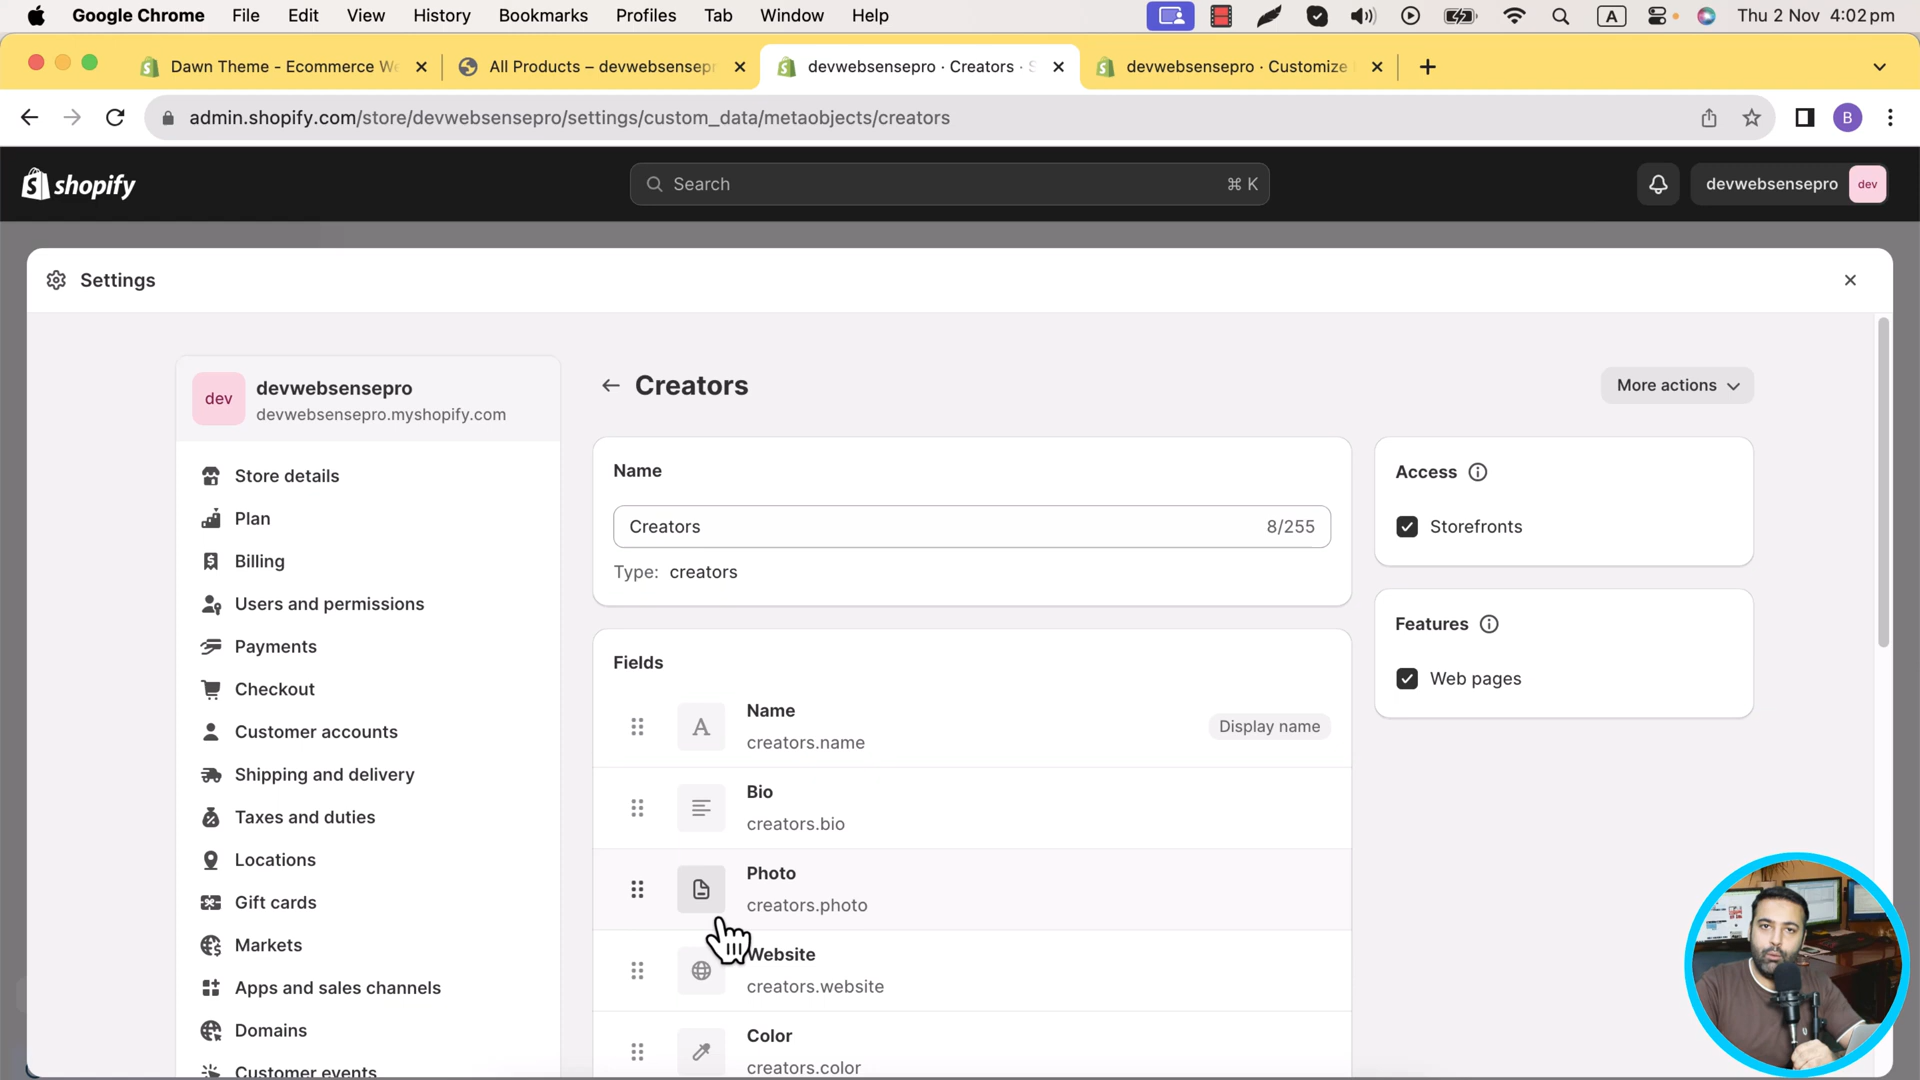 Google Chrome File Edit View History Bookmarks Profiles Tab Window Help A Thu 2 Nov 4:02 pm
Dawn Theme - Ecommerce We All Products – devwebsensepr devwebsensepro · Creators · S devwebsensepro · Customize
admin.shopify.com/store/devwebsensepro/settings/custom_data/metaobjects/creators B
shopify Search ⌘ K devwebsensepro dev
Settings
dev devwebsensepro
devwebsensepro.myshopify.com
Store details
Plan
Billing
Users and permissions
Payments
Checkout
Customer accounts
Shipping and delivery
Taxes and duties
Locations
Gift cards
Markets
Apps and sales channels
Domains
Customer events
Creators
More actions
Name
Creators 8/255
Type: creators
Fields
A Name
creators.name
Display name
Bio
creators.bio
Photo
creators.photo
Website
creators.website
Color
creators.color
Access
Storefronts
Features
Web pages